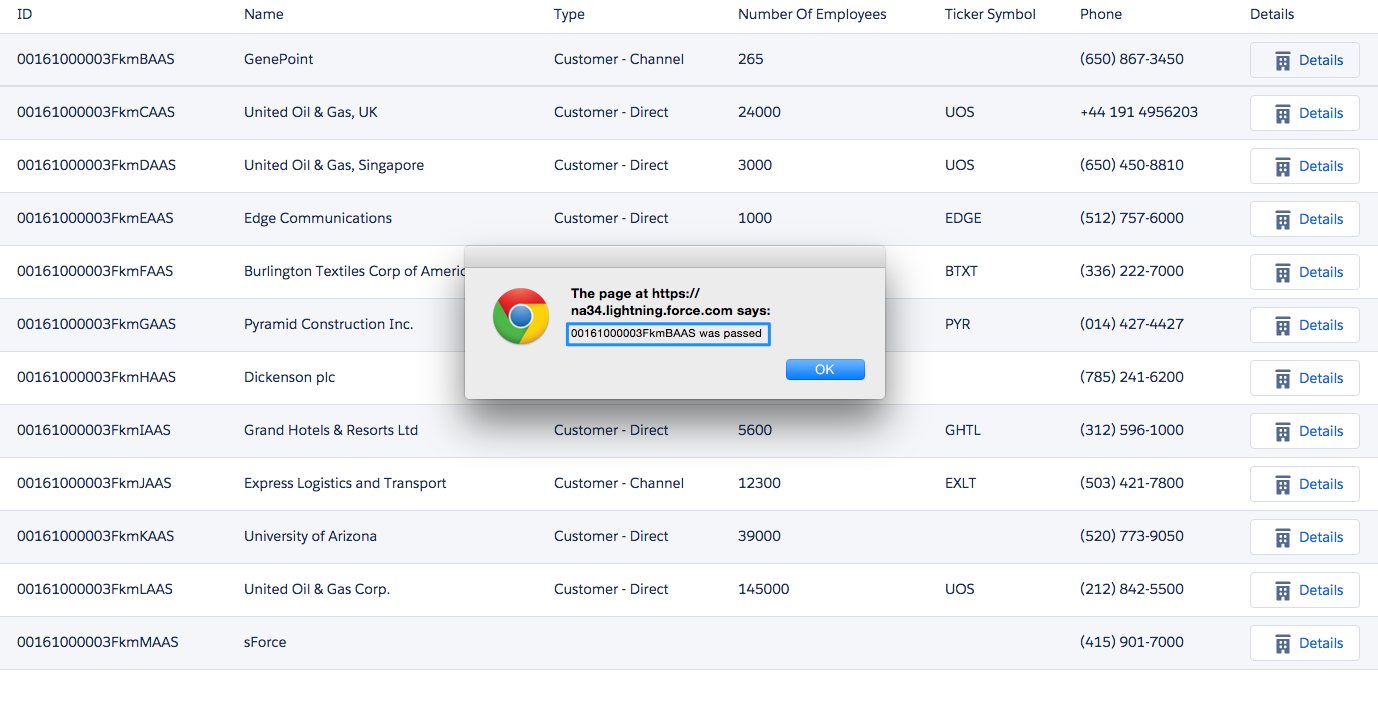 ID Name Type Number Of Employees Ticker Symbol Phone Details
00161000003FkmBAAS GenePoint Customer - Channel 265 (650) 867-3450 Details
00161000003FkmCAAS United Oil & Gas, UK Customer - Direct 24000 UOS +44 191 4956203 Details
00161000003FkmDAAS United Oil & Gas, Singapore Customer - Direct 3000 UOS (650) 450-8810 Details
00161000003FkmEAAS Edge Communications Customer - Direct 1000 EDGE (512) 757-6000 Details
00161000003FkmFAAS Burlington Textiles Corp of Americ BTXT (336) 222-7000 Details
00161000003FkmGAAS Pyramid Construction Inc. PYR (014) 427-4427 Details
00161000003FkmHAAS Dickenson plc (785) 241-6200 Details
00161000003FkmIAAS Grand Hotels & Resorts Ltd Customer - Direct 5600 GHTL (312) 596-1000 Details
00161000003FkmJAAS Express Logistics and Transport Customer - Channel 12300 EXLT (503) 421-7800 Details
00161000003FkmKAAS University of Arizona Customer - Direct 39000 (520) 773-9050 Details
00161000003FkmLAAS United Oil & Gas Corp. Customer - Direct 145000 UOS (212) 842-5500 Details
00161000003FkmMAAS sForce (415) 901-7000 Details
The page at https://
na34.lightning.force.com says:
00161000003FkmBAAS was passed
OK